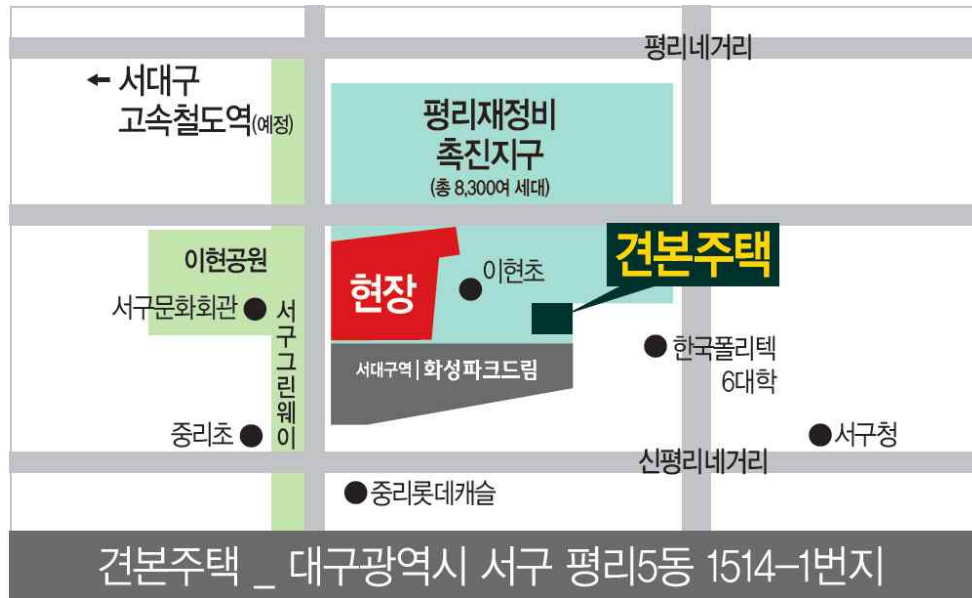 평리네거리
← 서대구
고속철도역(예정)
평리재정비
촉진지구
(총 8,300여 세대)
견본주택
이현공원
현장
이현초
서구문화회관
서구그린웨이
서대구역|화성파크드림
한국폴리텍
6대학
중리초
서구청
신평리네거리
중리롯데캐슬
견본주택 _ 대구광역시 서구 평리5동 1514-1번지